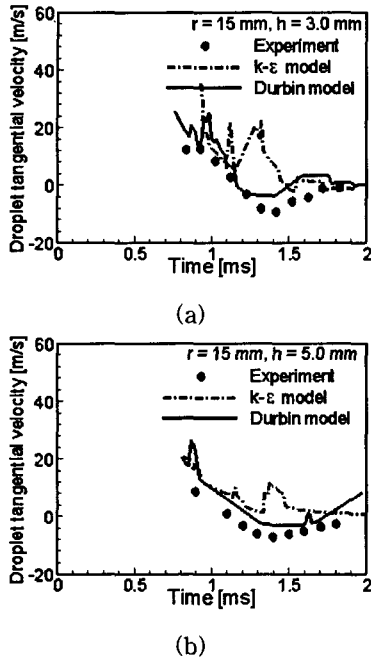 r = 15 mm, h = 3.0 mm
Experiment
k-ε model
Durbin model
Droplet tangential velocity [m/s]
60
40
20
0
-20
0
0.5
1
1.5
2
Time [ms]
(a)
r = 15 mm, h = 5.0 mm
Experiment
k-ε model
Durbin model
Droplet tangential velocity [m/s]
60
40
20
0
-20
0
0.5
1
1.5
2
Time [ms]
(b)